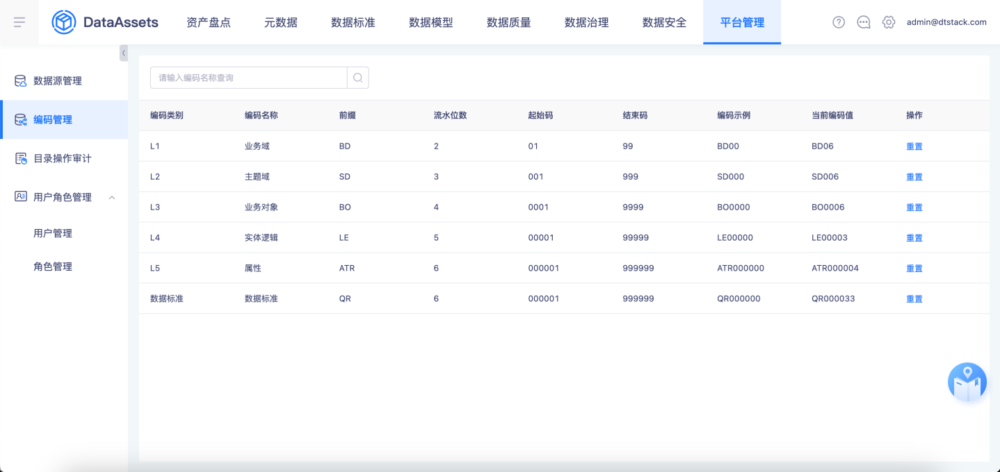 DataAssets 资产盘点 元数据 数据标准 数据模型 数据质量 数据治理 数据安全 平台管理 admin@dtstack.com
数据源管理
编码管理
目录操作审计
用户角色管理
用户管理
角色管理
请输入编码名称查询
编码类别 编码名称 前缀 流水位数 起始码 结束码 编码示例 当前编码值 操作
L1 业务域 BD 2 01 99 BD00 BD06 重置
L2 主题域 SD 3 001 999 SD000 SD006 重置
L3 业务对象 BO 4 0001 9999 BO0000 BO0006 重置
L4 实体逻辑 LE 5 00001 99999 LE00000 LE00003 重置
L5 属性 ATR 6 000001 999999 ATR000000 ATR000004 重置
数据标准 数据标准 QR 6 000001 999999 QR000000 QR000033 重置